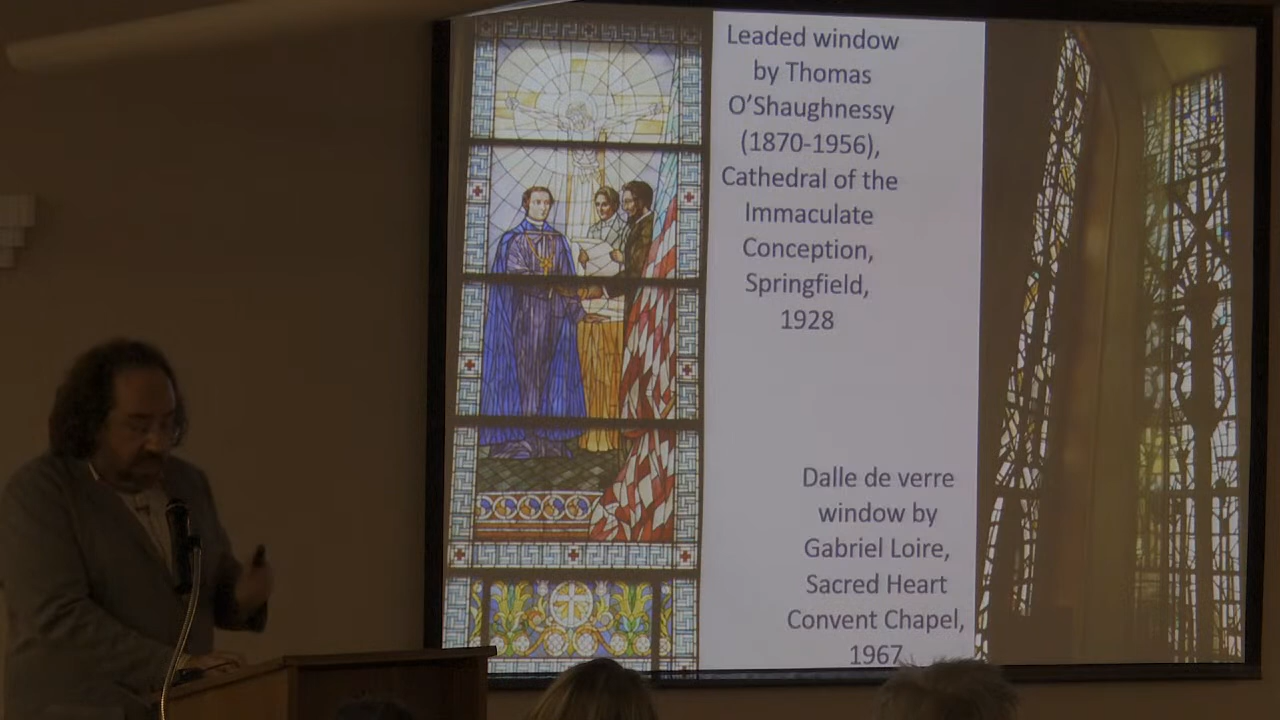 Leaded window
by Thomas
O'Shaughnessy
(1870-1956),
Cathedral of the
Immaculate
Conception,
Springfield,
1928
Dalle de verre
window by
Gabriel Loire,
Sacred Heart
Convent Chapel,
1967